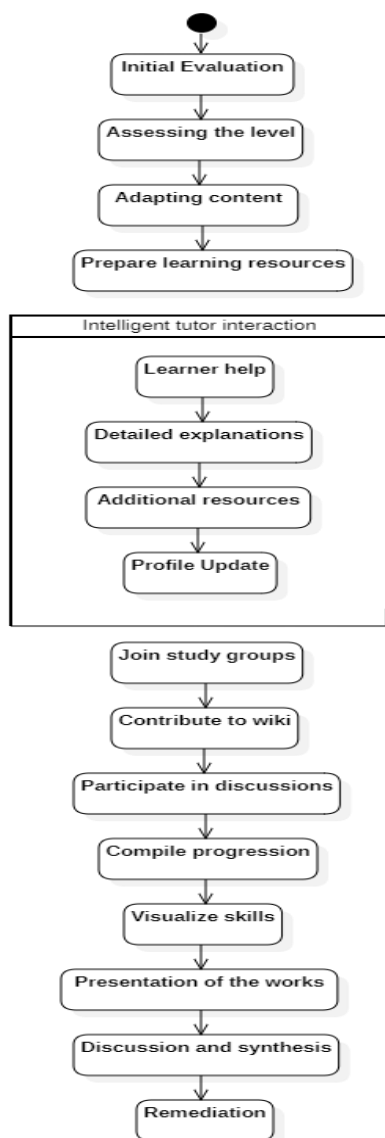 Initial Evaluation
Assessing the level
Adapting content
Prepare learning resources
Intelligent tutor interaction
Learner help
Detailed explanations
Additional resources
Profile Update
Join study groups
Contribute to wiki
Participate in discussions
Compile progression
Visualize skills
Presentation of the works
Discussion and synthesis
Remediation